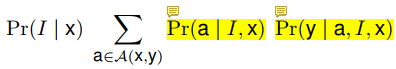 Pr(I | x) ∑ Pr(a | I, x) Pr(y | a, I, x)
a∈𝒜(x,y)